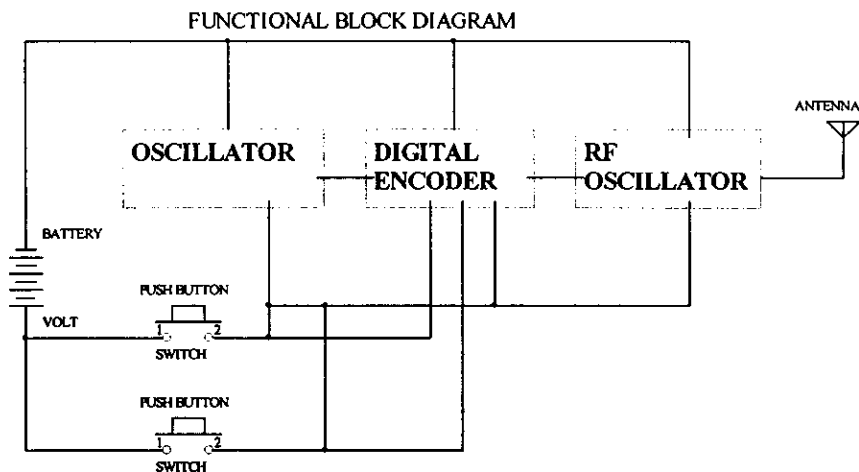 FUNCTIONAL BLOCK DIAGRAM
ANTENNA
OSCILLATOR
DIGITAL
ENCODER
RF
OSCILLATOR
BATTERY
VOLT
PUSH BUTTON
1 2
SWITCH
PUSH BUTTON
1 2
SWITCH